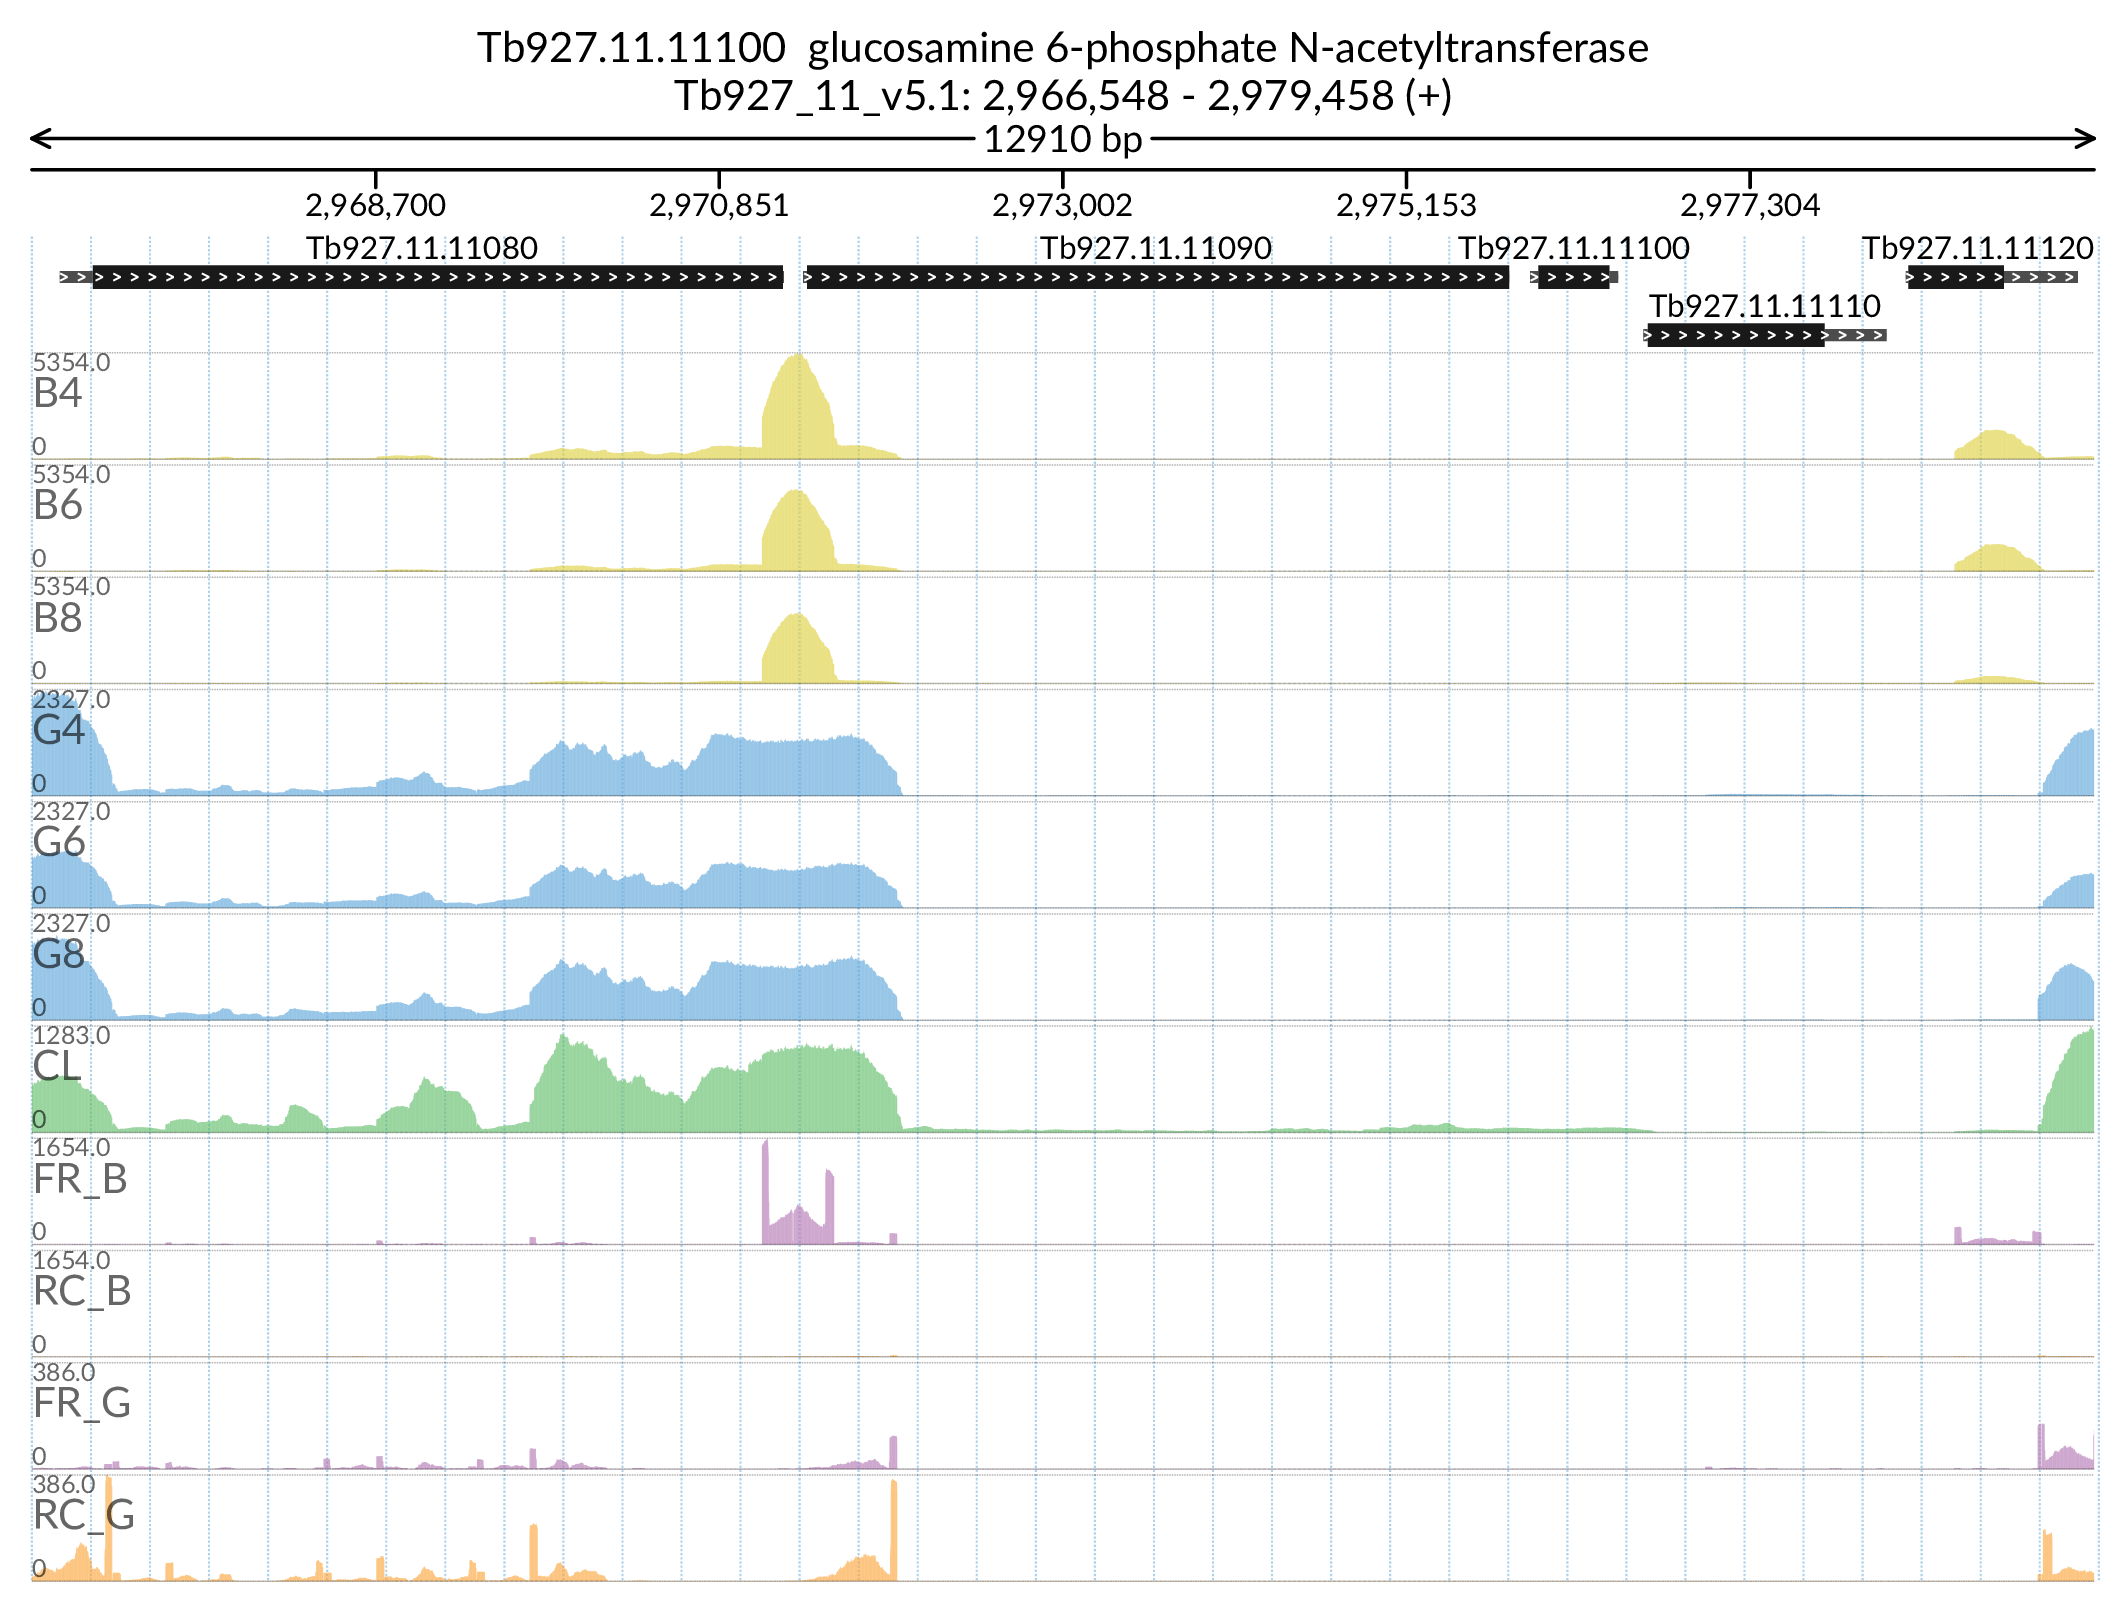 Tb927.11.11100  glucosamine 6-phosphate N-acetyltransferase
Tb927_11_v5.1: 2,966,548 - 2,979,458 (+)
12910 bp
2,968,700 2,970,851 2,973,002 2,975,153 2,977,304
Tb927.11.11080 Tb927.11.11090 Tb927.11.11100 Tb927.11.11120
Tb927.11.11110
5354.0
B4
0
5354.0
B6
0
5354.0
B8
0
2327.0
G4
0
2327.0
G6
0
2327.0
G8
0
1283.0
CL
0
1654.0
FR_B
0
1654.0
RC_B
0
386.0
FR_G
0
386.0
RC_G
0